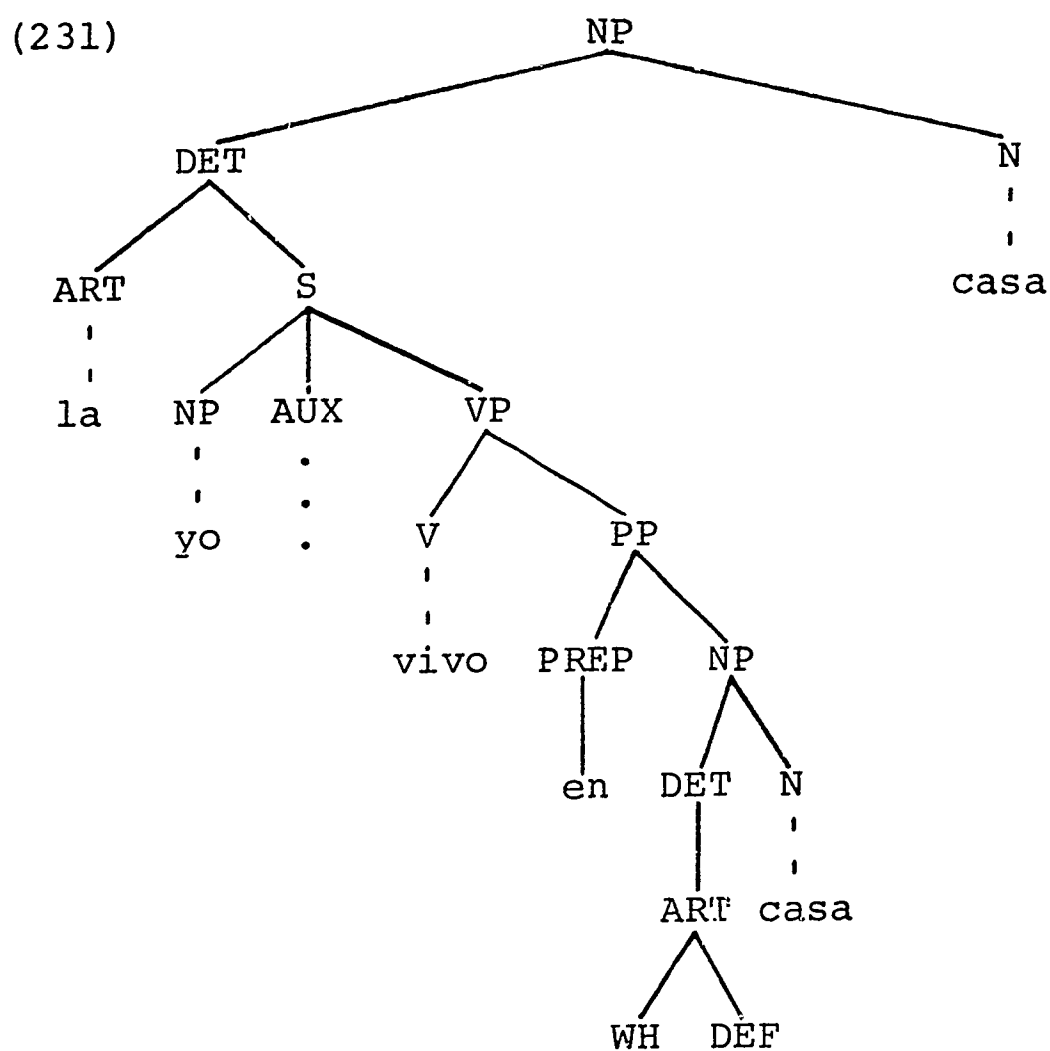 (231) NP
DET N
ART S casa
la NP AUX VP
yo V PP
vivo PREP NP
en DET N
ART casa
WH DEF